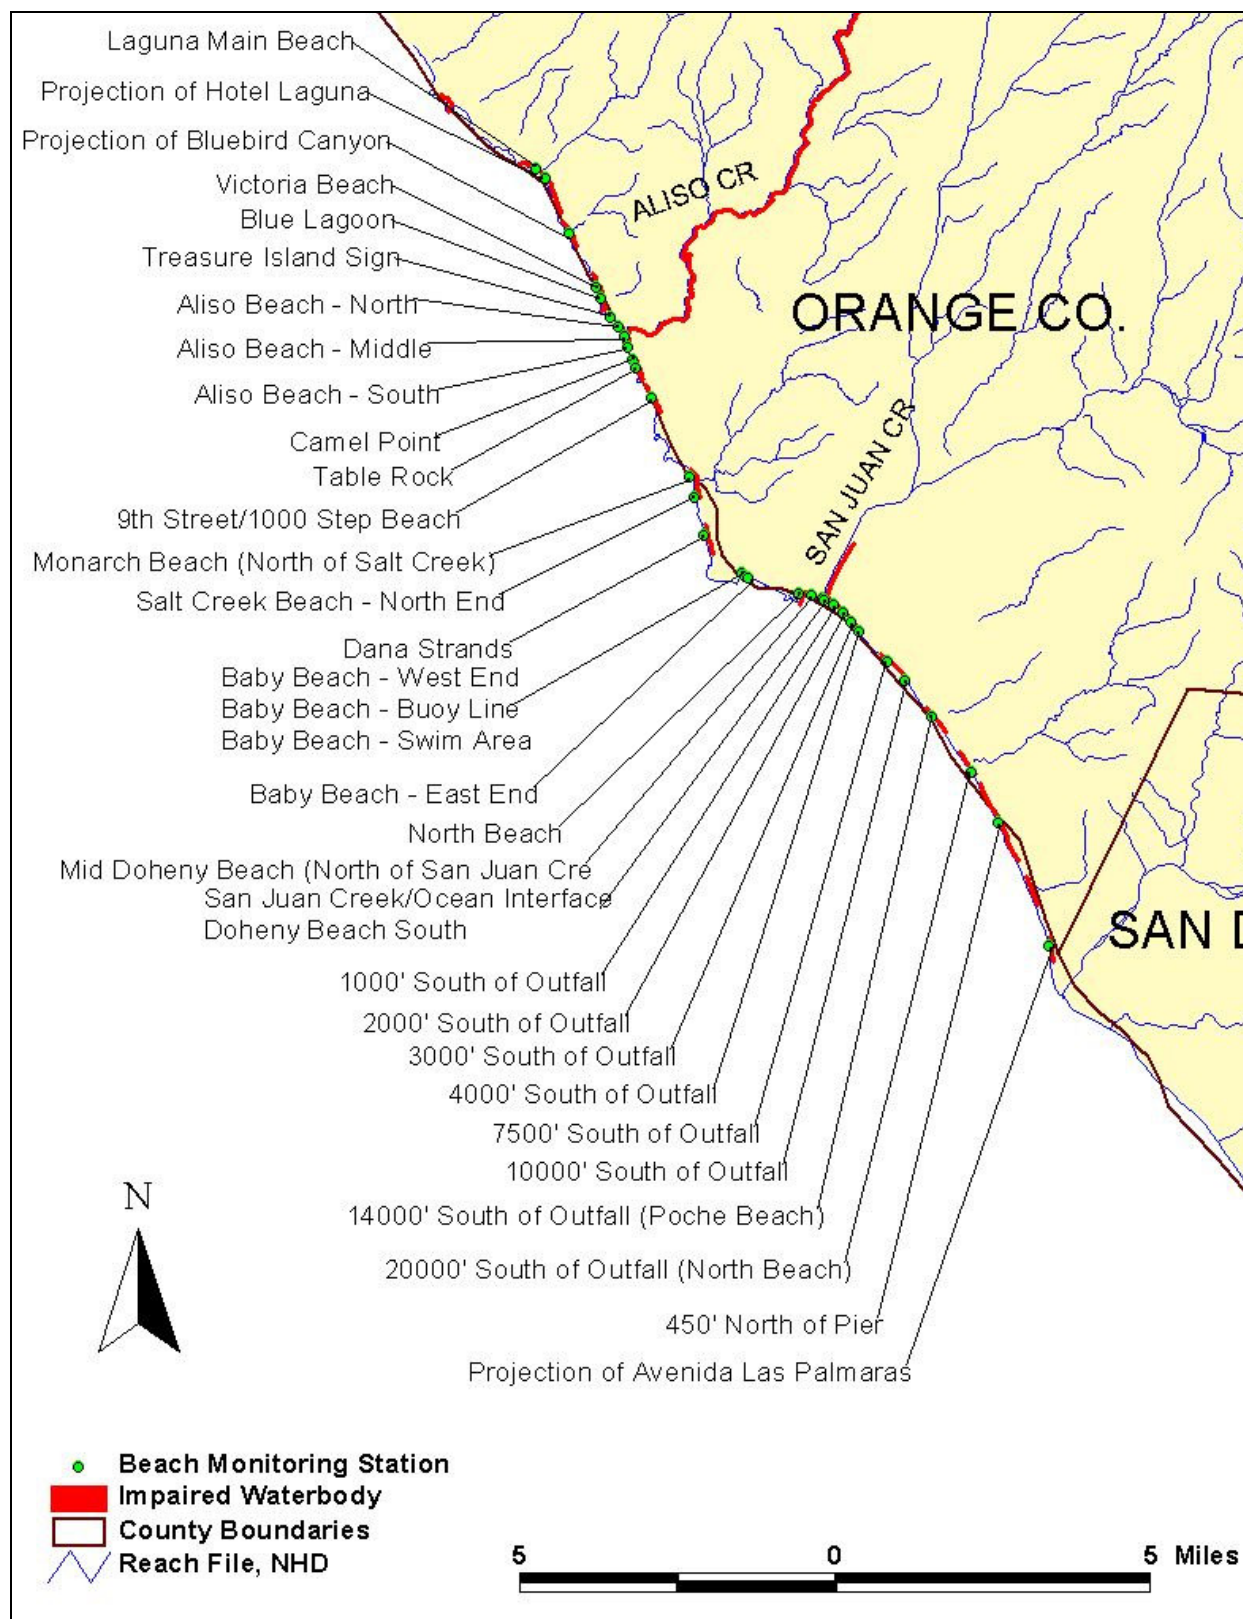 Laguna Main Beach
Projection of Hotel Laguna
Projection of Bluebird Canyon
Victoria Beach
Blue Lagoon
Treasure Island Sign
Aliso Beach - North
Aliso Beach - Middle
Aliso Beach - South
Camel Point
Table Rock
9th Street/1000 Step Beach
Monarch Beach (North of Salt Creek)
Salt Creek Beach - North End
Dana Strands
Baby Beach - West End
Baby Beach - Buoy Line
Baby Beach - Swim Area
Baby Beach - East End
North Beach
Mid Doheny Beach (North of San Juan Cre
San Juan Creek/Ocean Interface
Doheny Beach South
1000' South of Outfall
2000' South of Outfall
3000' South of Outfall
4000' South of Outfall
7500' South of Outfall
10000' South of Outfall
14000' South of Outfall (Poche Beach)
20000' South of Outfall (North Beach)
450' North of Pier
Projection of Avenida Las Palmaras
ALISO CR
ORANGE CO.
SAN JUAN CR
SAN D
N
Beach Monitoring Station
Impaired Waterbody
County Boundaries
Reach File, NHD
5 0 5 Miles